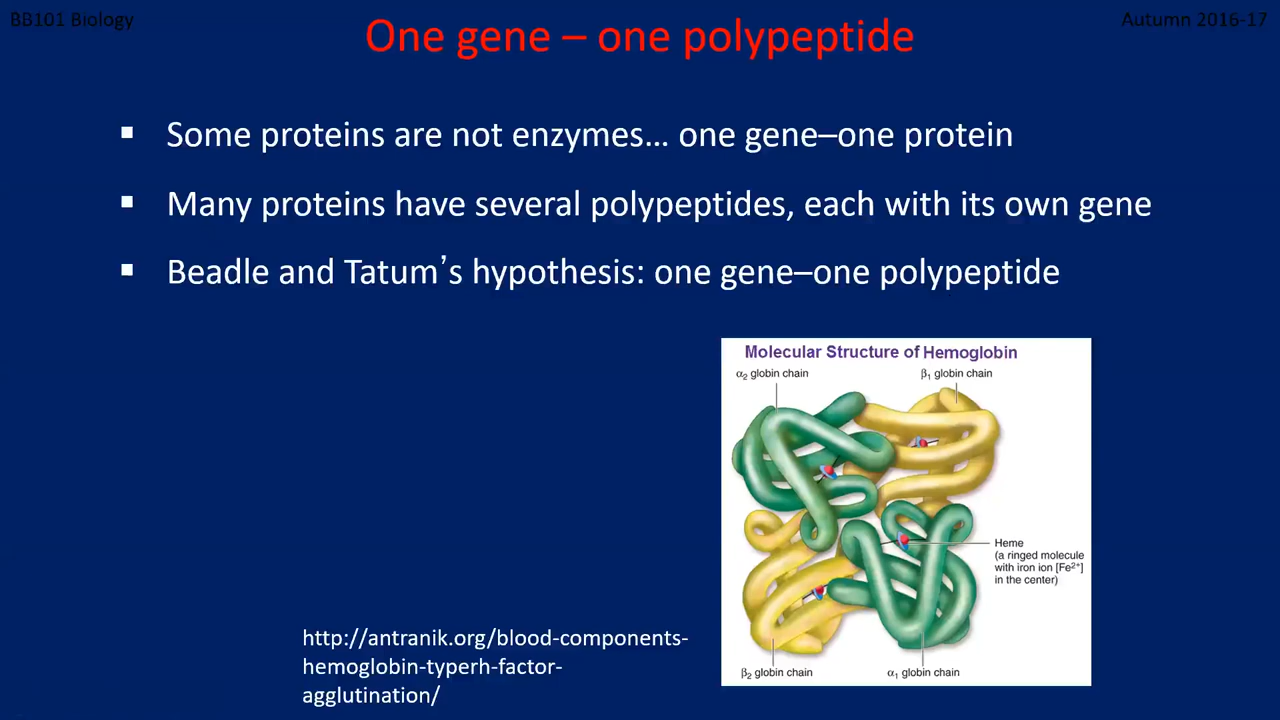 BB101 Biology
Autumn 2016-17
One gene – one polypeptide
▪ Some proteins are not enzymes… one gene–one protein
▪ Many proteins have several polypeptides, each with its own gene
▪ Beadle and Tatum’s hypothesis: one gene–one polypeptide
Molecular Structure of Hemoglobin
α2 globin chain
β1 globin chain
Heme
(a ringed molecule
with iron ion [Fe2+]
in the center)
β2 globin chain
α1 globin chain
http://antranik.org/blood-components-
hemoglobin-typerh-factor-
agglutination/